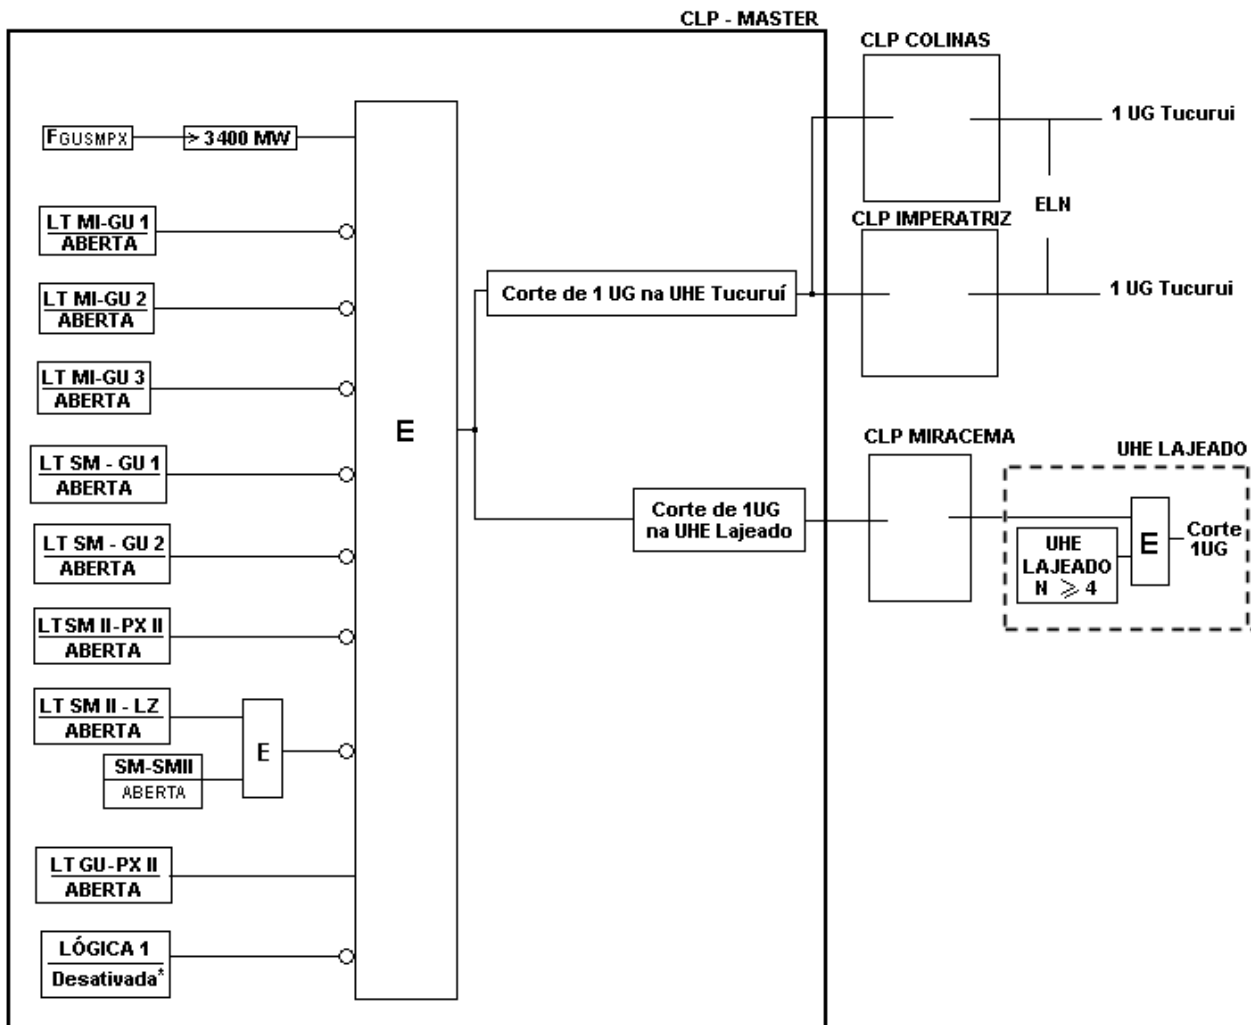 CLP - MASTER
CLP COLINAS
FGUSMPX
> 3400 MW
1 UG Tucurui
LT MI-GU 1
ABERTA
ELN
CLP IMPERATRIZ
LT MI-GU 2
ABERTA
Corte de 1 UG na UHE Tucuruí
1 UG Tucurui
LT MI-GU 3
ABERTA
E
CLP MIRACEMA
UHE LAJEADO
LT SM - GU 1
ABERTA
Corte de 1UG
na UHE Lajeado
LT SM - GU 2
ABERTA
UHE
LAJEADO
N ⩾ 4
E
Corte
1UG
LT SM II-PX II
ABERTA
LT SM II - LZ
ABERTA
E
SM-SMII
ABERTA
LT GU-PX II
ABERTA
LÓGICA 1
Desativada*